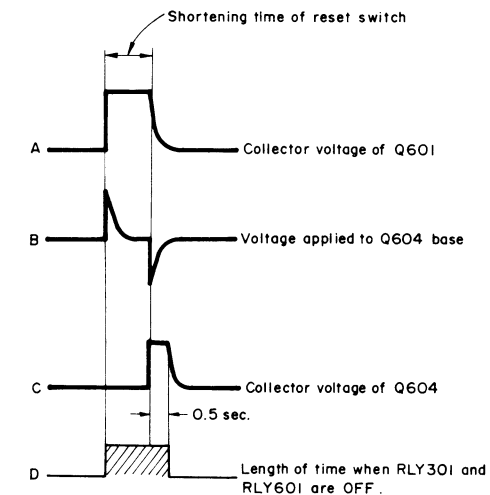 Shortening time of reset switch
A
Collector voltage of Q601
B
Voltage applied to Q604 base
C
Collector voltage of Q604
0.5 sec.
D
Length of time when RLY301 and
RLY601 are OFF.